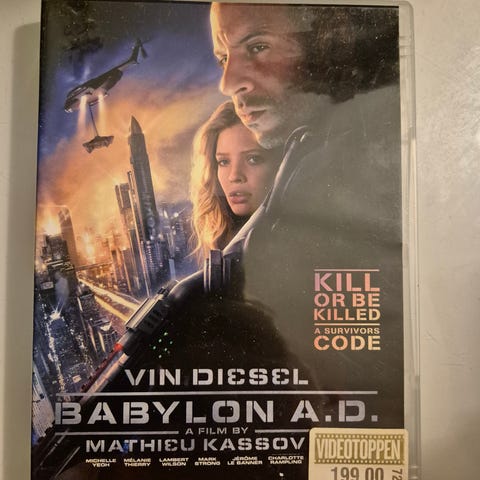 KILL
OR BE
KILLED
A SURVIVORS
CODE
VIN DIESEL
BABYLON A.D.
A FILM BY
MATHIEU KASSOV
MICHELLE YEOH MÉLANIE THIERRY LAMBERT WILSON MARK STRONG JÉRÔME LE BANNER CHARLOTTE RAMPLING
VIDEOTOPPEN
199.00